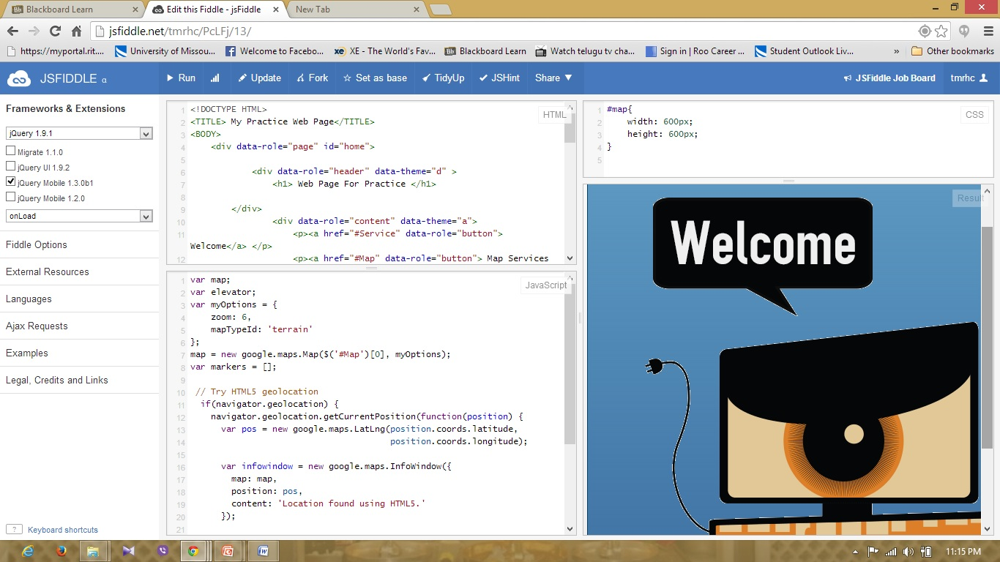 Blackboard Learn
Edit this Fiddle - jsFiddle
New Tab
jsfiddle.net/tmrhc/PcLFj/13/
https://myportal.rit....
University of Missou...
Welcome to Facebo...
XE - The World's Fav...
Blackboard Learn
Watch telugu tv cha...
Sign in | Roo Career ...
Student Outlook Liv...
»
Other bookmarks
JSFIDDLE α
Run
Update
Fork
Set as base
TidyUp
JSHint
Share
JSFiddle Job Board
tmrhc
Frameworks & Extensions
jQuery 1.9.1
Migrate 1.1.0
jQuery UI 1.9.2
jQuery Mobile 1.3.0b1
jQuery Mobile 1.2.0
onLoad
Fiddle Options
External Resources
Languages
Ajax Requests
Examples
Legal, Credits and Links
? Keyboard shortcuts
HTML
1 <!DOCTYPE HTML>
2 <TITLE> My Practice Web Page</TITLE>
3 <BODY>
4 <div data-role="page" id="home">
5
6 <div data-role="header" data-theme="d" >
7 <h1> Web Page For Practice </h1>
8
9 </div>
10 <div data-role="content" data-theme="a">
11 <p><a href="#Service" data-role="button">
Welcome</a> </p>
12 <p><a href="#Map" data-role="button"> Map Services
JavaScript
1 var map;
2 var elevator;
3 var myOptions = {
4 zoom: 6,
5 mapTypeId: 'terrain'
6 };
7 map = new google.maps.Map($('#Map')[0], myOptions);
8 var markers = [];
9
10 // Try HTML5 geolocation
11 if(navigator.geolocation) {
12 navigator.geolocation.getCurrentPosition(function(position) {
13 var pos = new google.maps.LatLng(position.coords.latitude,
14 position.coords.longitude);
15
16 var infowindow = new google.maps.InfoWindow({
17 map: map,
18 position: pos,
19 content: 'Location found using HTML5.'
20 });
21
CSS
1 #map{
2 width: 600px;
3 height: 600px;
4 }
5
Result
Welcome
11:15 PM